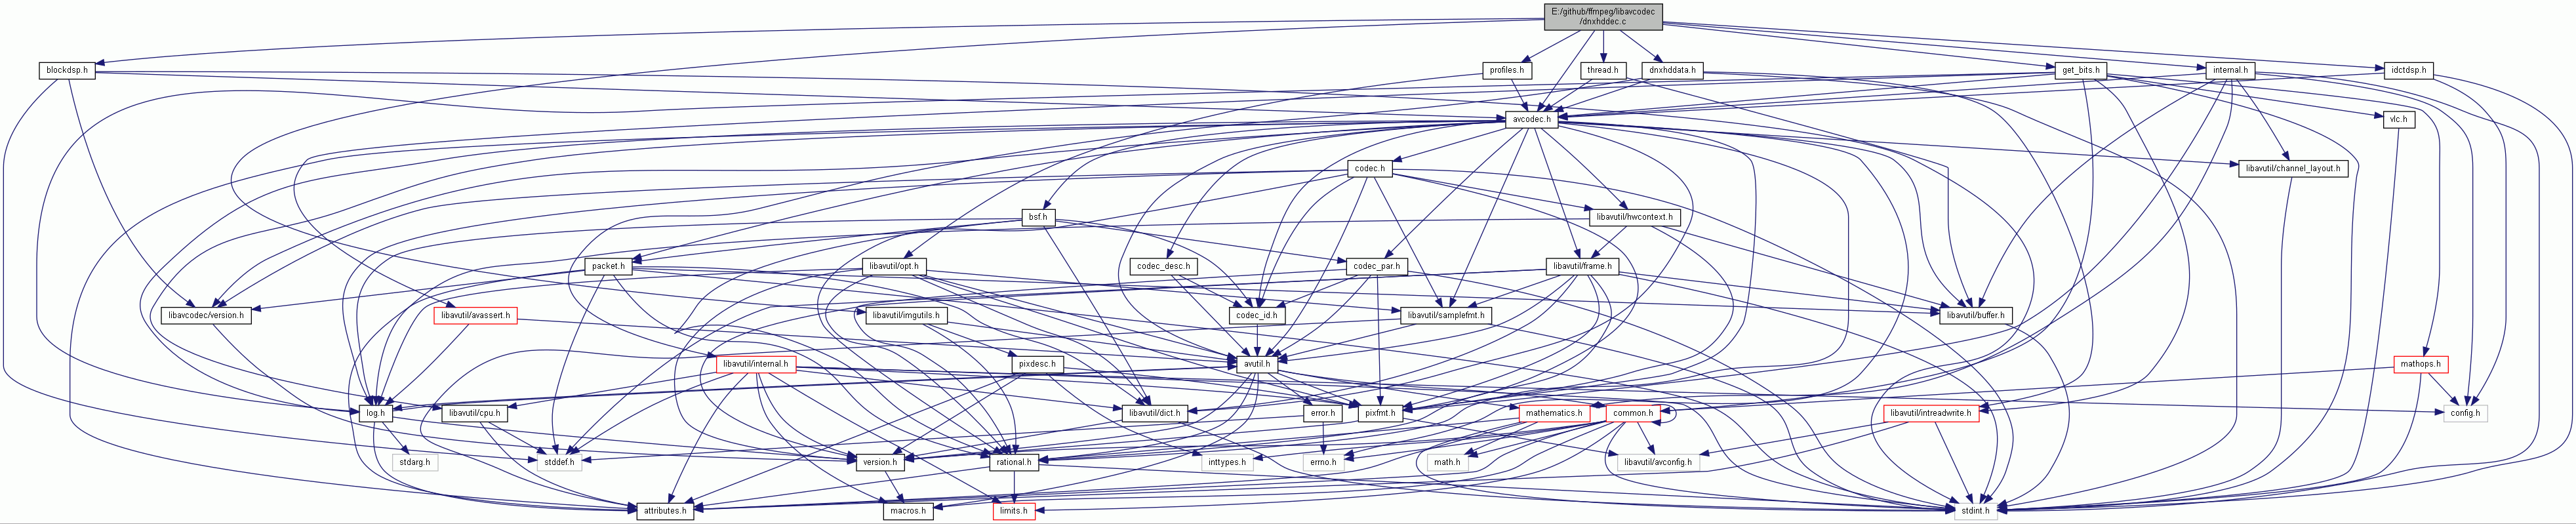 E:/github/ffmpeg/libavcodec
/dnxhddec.c
blockdsp.h
profiles.h
thread.h
dnxhddata.h
get_bits.h
internal.h
idctdsp.h
avcodec.h
vlc.h
codec.h
libavutil/channel_layout.h
bsf.h
libavutil/hwcontext.h
packet.h
libavutil/opt.h
codec_desc.h
codec_par.h
libavutil/frame.h
libavcodec/version.h
libavutil/avassert.h
libavutil/imgutils.h
codec_id.h
libavutil/samplefmt.h
libavutil/buffer.h
libavutil/internal.h
pixdesc.h
avutil.h
mathops.h
log.h
libavutil/cpu.h
libavutil/dict.h
error.h
pixfmt.h
mathematics.h
common.h
libavutil/intreadwrite.h
config.h
stdarg.h
stddef.h
version.h
rational.h
inttypes.h
errno.h
math.h
libavutil/avconfig.h
attributes.h
macros.h
limits.h
stdint.h